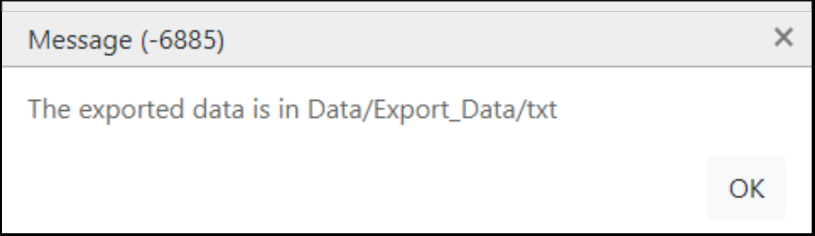 Message (-6885)
The exported data is in Data/Export_Data/txt
OK